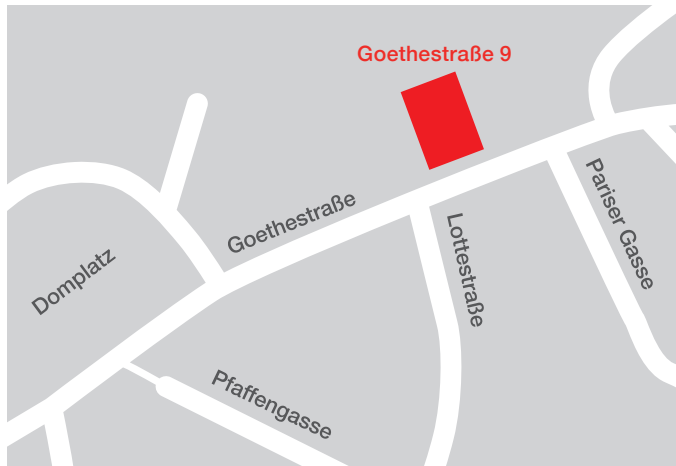 Goethestraße 9
Goethestraße
Pariser Gasse
Lottestraße
Domplatz
Pfaffengasse